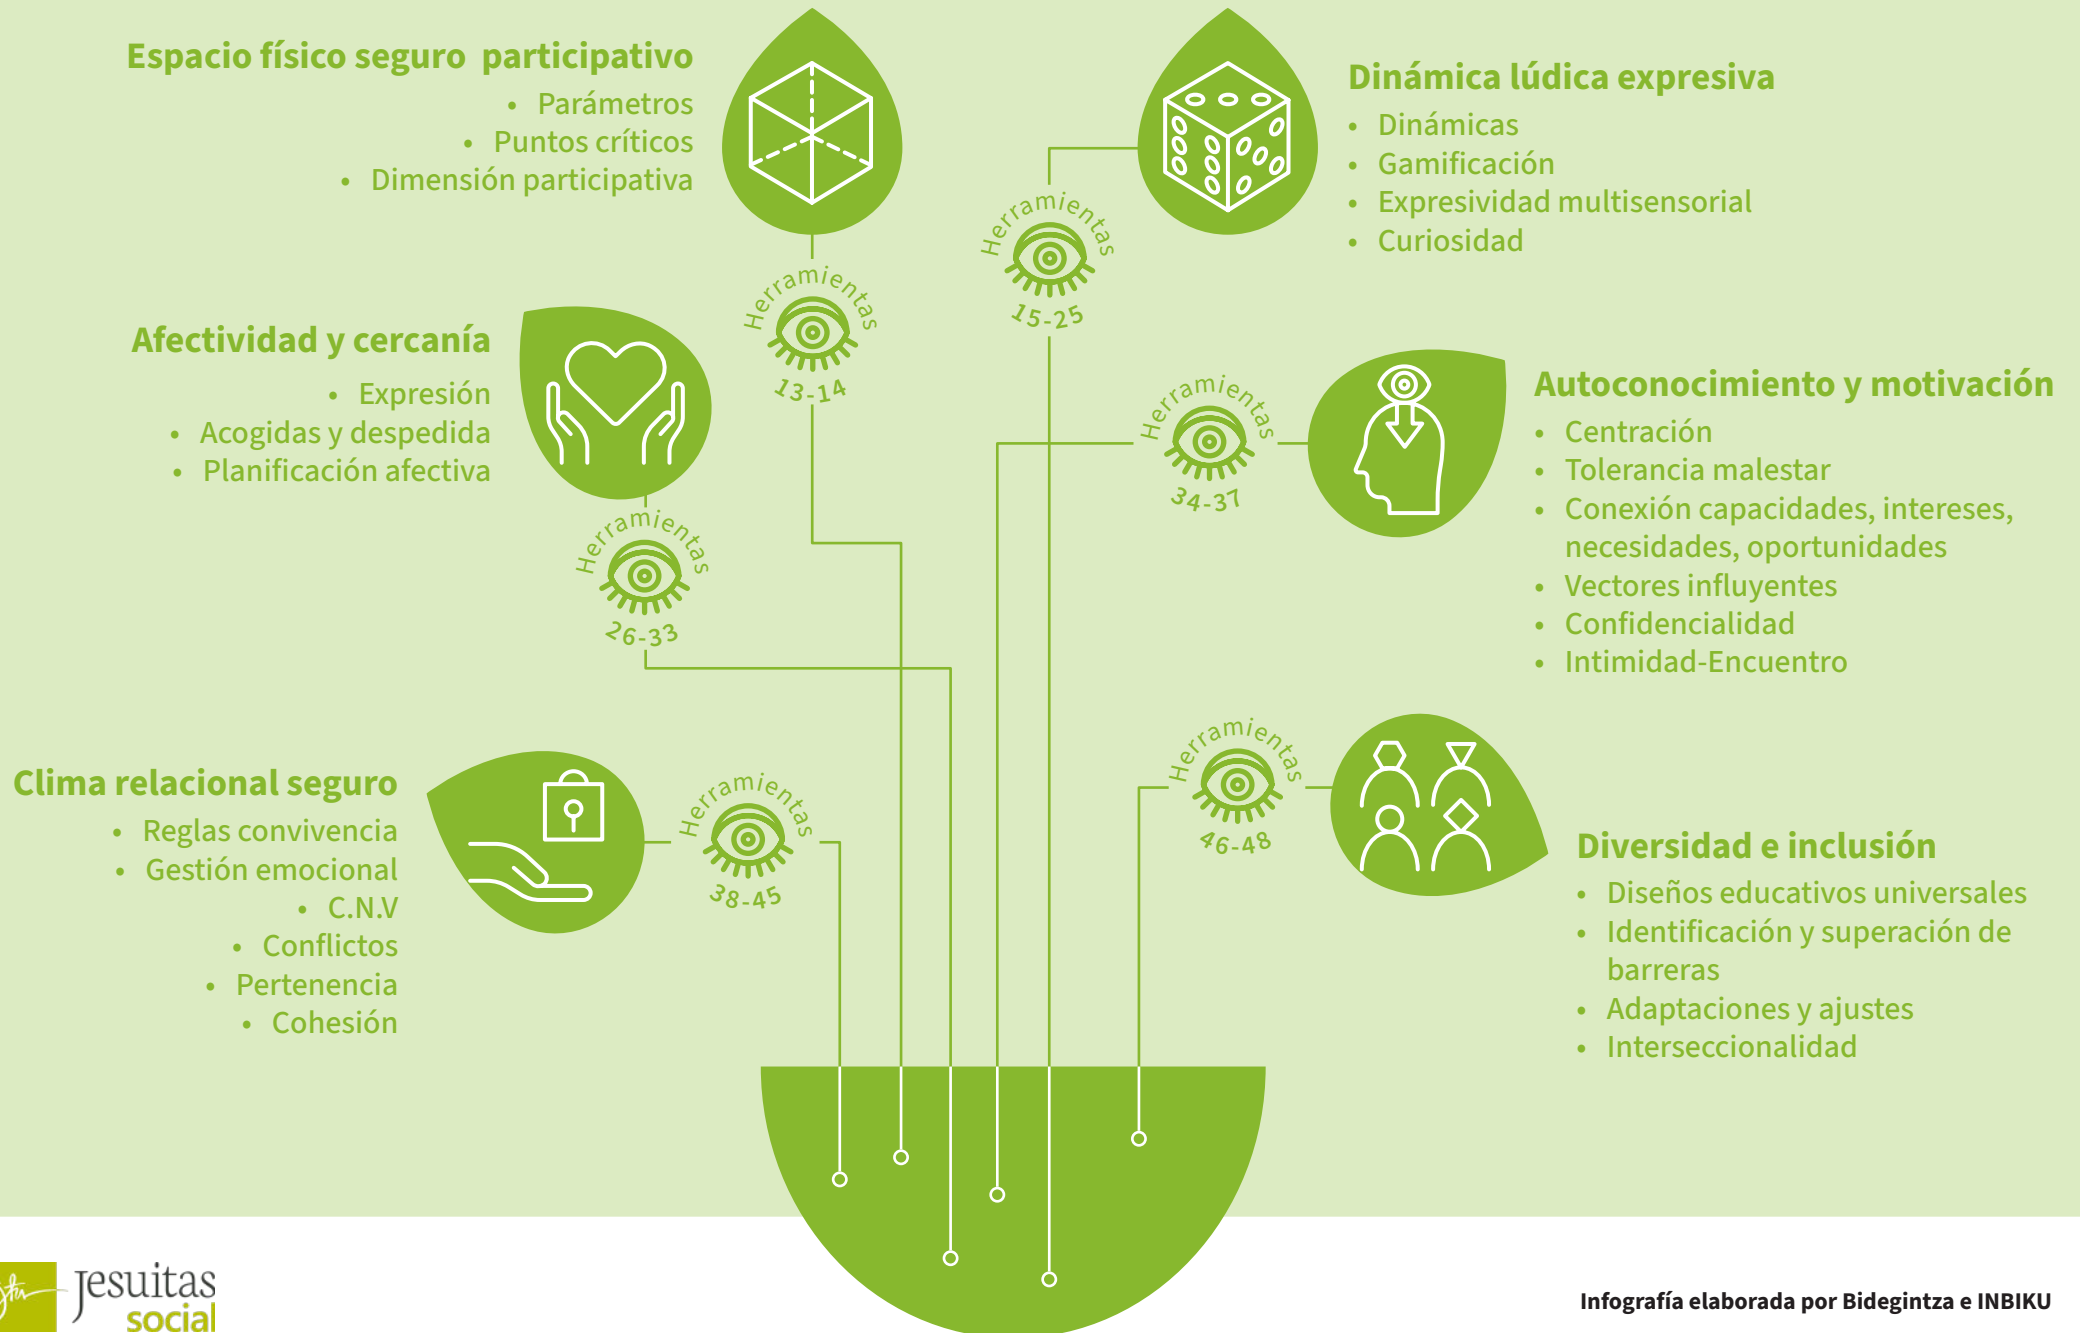 Espacio físico seguro participativo
• Parámetros
• Puntos críticos
• Dimensión participativa
Herramientas
13-14
Dinámica lúdica expresiva
• Dinámicas
• Gamificación
• Expresividad multisensorial
• Curiosidad
Herramientas
15-25
Afectividad y cercanía
• Expresión
• Acogidas y despedida
• Planificación afectiva
Herramientas
26-33
Autoconocimiento y motivación
• Centración
• Tolerancia malestar
• Conexión capacidades, intereses,
necesidades, oportunidades
• Vectores influyentes
• Confidencialidad
• Intimidad-Encuentro
Herramientas
34-37
Clima relacional seguro
• Reglas convivencia
• Gestión emocional
• C.N.V
• Conflictos
• Pertenencia
• Cohesión
Herramientas
38-45
Diversidad e inclusión
• Diseños educativos universales
• Identificación y superación de
barreras
• Adaptaciones y ajustes
• Interseccionalidad
Herramientas
46-48
Jesuitas
social
Infografía elaborada por Bidegintza e INBIKU